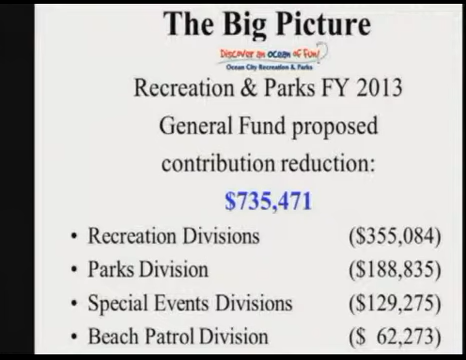 The Big Picture
Discover an ocean of Fun!
Ocean City Recreation & Parks
Recreation & Parks FY 2013
General Fund proposed
contribution reduction:
$735,471
• Recreation Divisions ($355,084)
• Parks Division ($188,835)
• Special Events Divisions ($129,275)
• Beach Patrol Division ($ 62,273)